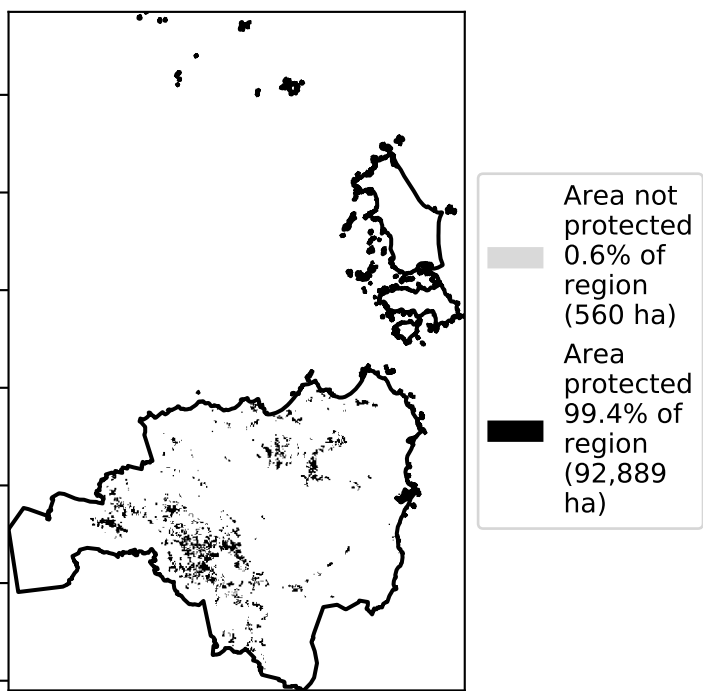 Area not
protected
0.6% of
region
(560 ha)
Area
protected
99.4% of
region
(92,889
ha)